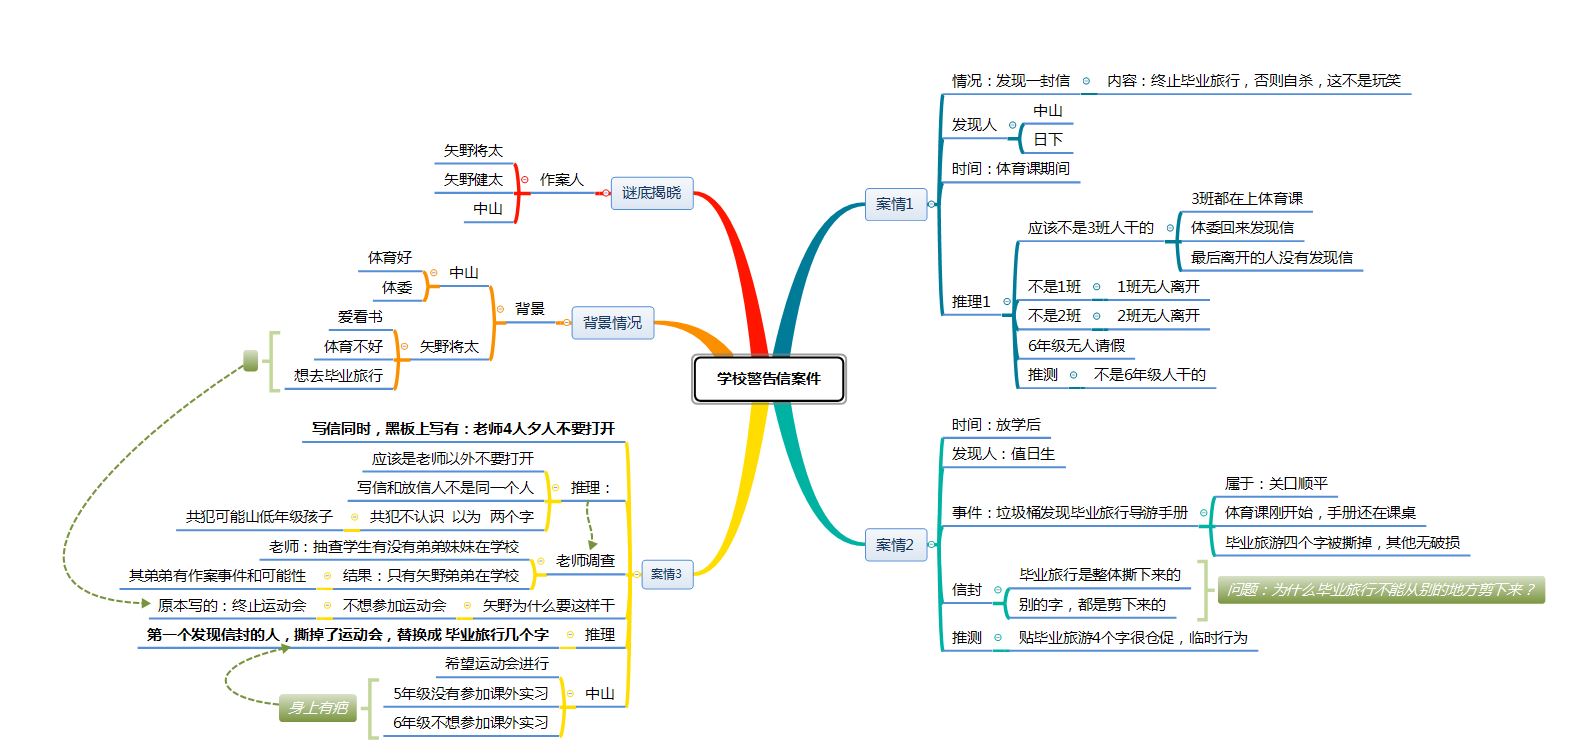 学校警告信案件
案情1
情况：发现一封信
内容：终止毕业旅行，否则自杀，这不是玩笑
发现人
中山
日下
时间：体育课期间
推理1
应该不是3班人干的
3班都在上体育课
体委回来发现信
最后离开的人没有发现信
不是1班
1班无人离开
不是2班
2班无人离开
6年级无人请假
推测
不是6年级人干的
案情2
时间：放学后
发现人：值日生
事件：垃圾桶发现毕业旅行导游手册
属于：关口顺平
体育课刚开始，手册还在课桌
毕业旅游四个字被撕掉，其他无破损
信封
毕业旅行是整体撕下来的
别的字，都是剪下来的
问题：为什么毕业旅行不能从别的地方剪下来？
推测
贴毕业旅游4个字很仓促，临时行为
谜底揭晓
作案人
矢野将太
矢野健太
中山
背景情况
背景
中山
体育好
体委
矢野将太
爱看书
体育不好
想去毕业旅行
案情3
写信同时，黑板上写有：老师4人夕人不要打开
推理：
应该是老师以外不要打开
写信和放信人不是同一个人
共犯不认识 以为 两个字
共犯可能山低年级孩子
老师调查
老师：抽查学生有没有弟弟妹妹在学校
结果：只有矢野弟弟在学校
其弟弟有作案事件和可能性
矢野为什么要这样干
不想参加运动会
原本写的：终止运动会
推理
第一个发现信封的人，撕掉了运动会，替换成 毕业旅行几个字
中山
希望运动会进行
5年级没有参加课外实习
6年级不想参加课外实习
身上有疤